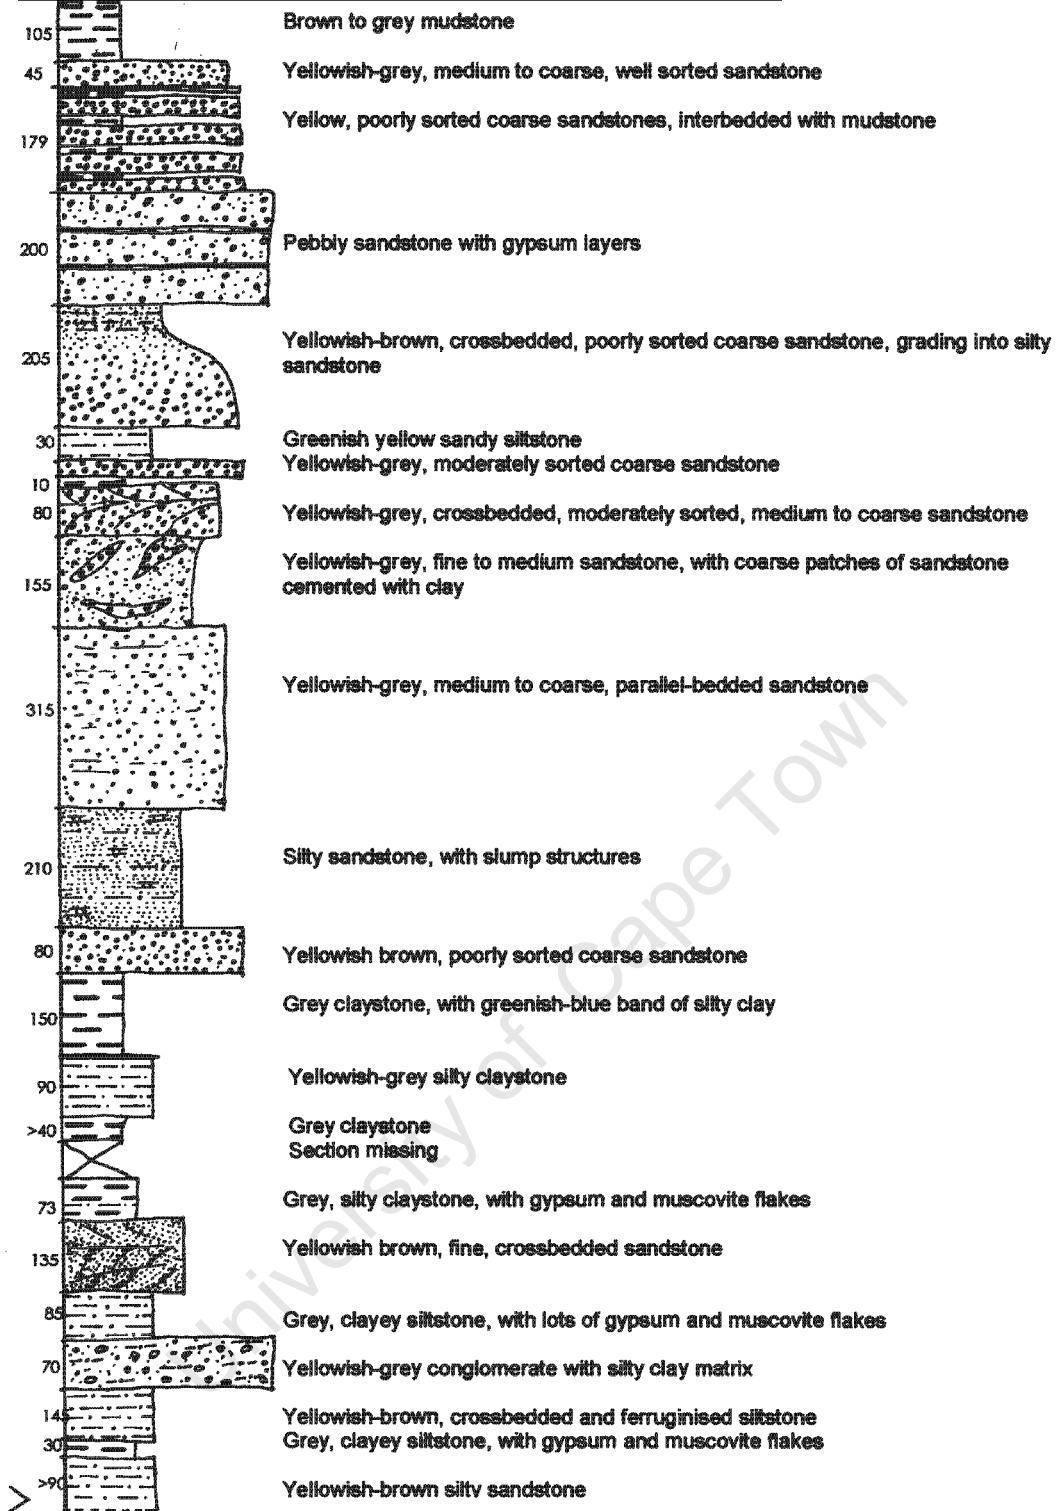 105 Brown to grey mudstone
45 Yellowish-grey, medium to coarse, well sorted sandstone
Yellow, poorly sorted coarse sandstones, interbedded with mudstone
179
200 Pebbly sandstone with gypsum layers
Yellowish-brown, crossbedded, poorly sorted coarse sandstone, grading into silty
205
sandstone
30 Greenish yellow sandy siltstone
Yellowish-grey, moderately sorted coarse sandstone
10
80 Yellowish-grey, crossbedded, moderately sorted, medium to coarse sandstone
Yellowish-grey, fine to medium sandstone, with coarse patches of sandstone
155 cemented with clay
Yellowish-grey, medium to coarse, parallel-bedded sandstone
315
210 Silty sandstone, with slump structures
80 Yellowish brown, poorly sorted coarse sandstone
Grey claystone, with greenish-blue band of silty clay
150
90 Yellowish-grey silty claystone
>40 Grey claystone
Section missing
73 Grey, silty claystone, with gypsum and muscovite flakes
135 Yellowish brown, fine, crossbedded sandstone
85 Grey, clayey siltstone, with lots of gypsum and muscovite flakes
70 Yellowish-grey conglomerate with silty clay matrix
145 Yellowish-brown, crossbedded and ferruginised siltstone
30 Grey, clayey siltstone, with gypsum and muscovite flakes
>90 Yellowish-brown silty sandstone
University of Cape Town